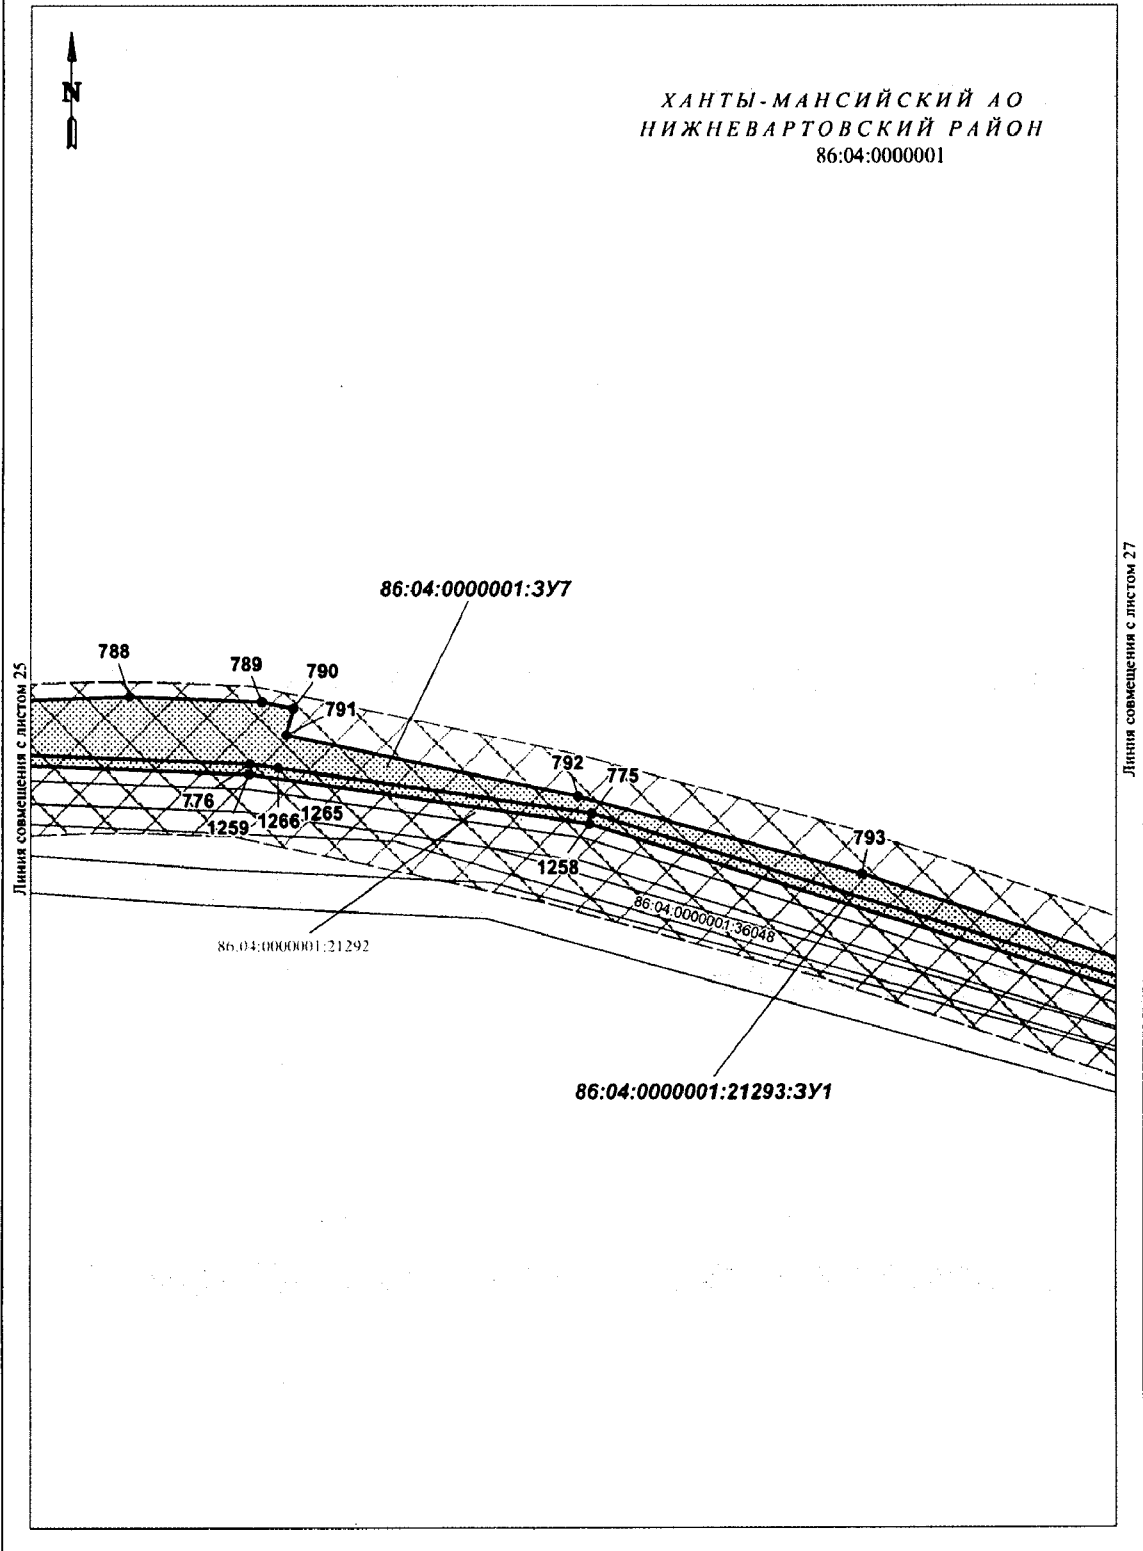 N
ХАНТЫ-МАНСИЙСКИЙ АО
НИЖНЕВАРТОВСКИЙ РАЙОН
86:04:0000001
Линия совмещения с листом 27
86:04:0000001:ЗУ7
788
789
790
Линия совмещения с листом 25
791
792
775
776
1259
1266
1265
793
1258
86:04:0000001:36048
86:04:0000001:21292
86:04:0000001:21293:ЗУ1